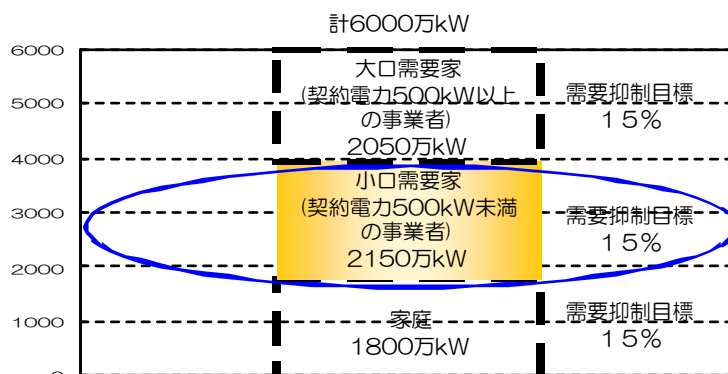 計6000万kW
6000
大口需要家
(契約電力500kW以上
の事業者)
2050万kW
需要抑制目標
15%
5000
4000
小口需要家
(契約電力500kW未満
の事業者)
2150万kW
需要抑制目標
15%
3000
2000
家庭
1800万kW
需要抑制目標
15%
1000
0